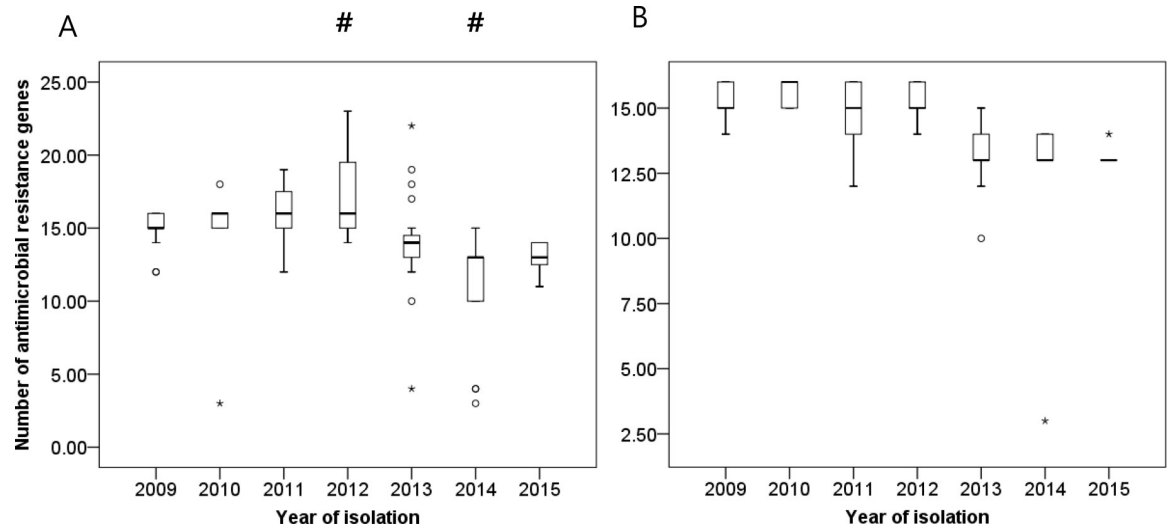 A # # B
Number of antimicrobial resistance genes
25.00
20.00
15.00
10.00
5.00
0.00
2009 2010 2011 2012 2013 2014 2015
Year of isolation
15.00
12.50
10.00
7.50
5.00
2.50
2009 2010 2011 2012 2013 2014 2015
Year of isolation